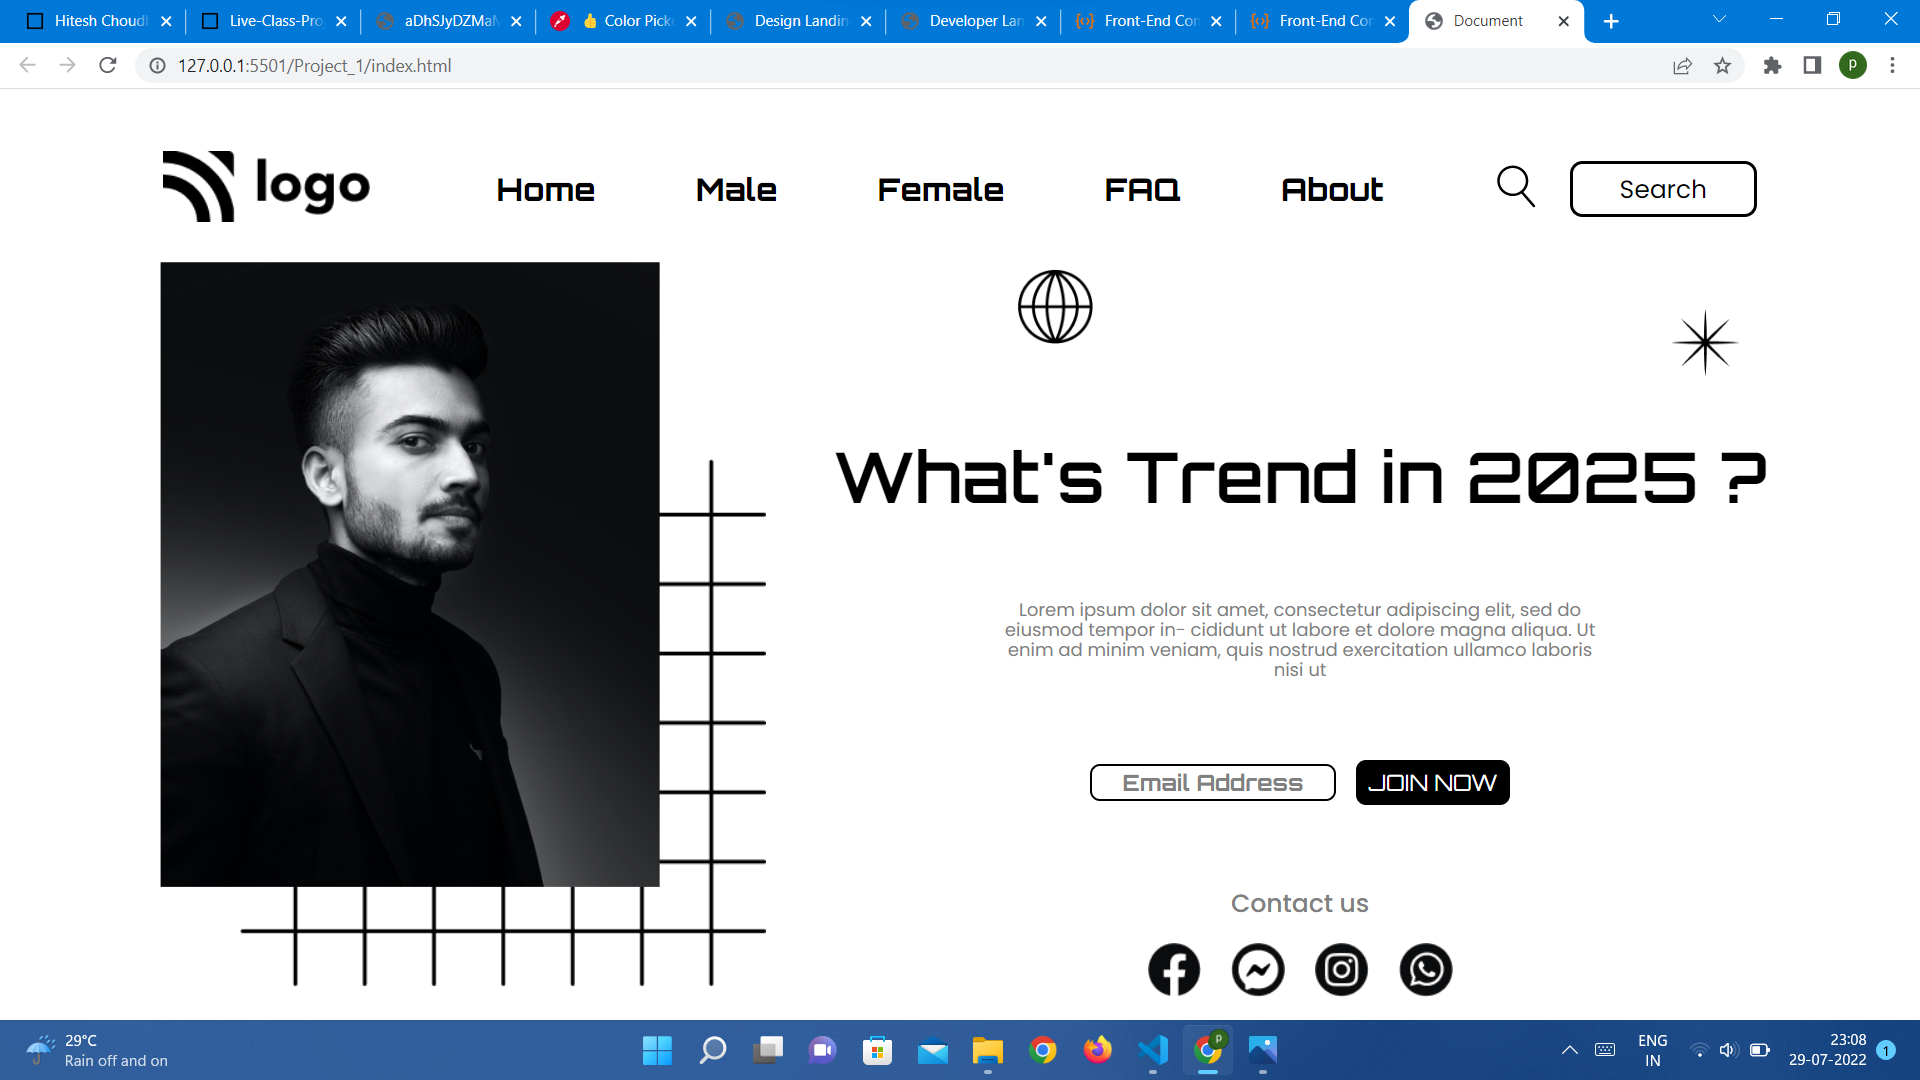 Hitesh Choudh
Live-Class-Pro
aDhSJyDZMaN
👍 Color Pick
Design Landin
Developer Lan
Front-End Con
Front-End Con
Document
127.0.0.1:5501/Project_1/index.html
P
logo
Home
Male
Female
FAQ
About
Search
What's Trend in 2025 ?
Lorem ipsum dolor sit amet, consectetur adipiscing elit, sed do
eiusmod tempor in- cididunt ut labore et dolore magna aliqua. Ut
enim ad minim veniam, quis nostrud exercitation ullamco laboris
nisi ut
Email Address
JOIN NOW
Contact us
29°C
Rain off and on
P
ENG
IN
23:08
29-07-2022
1